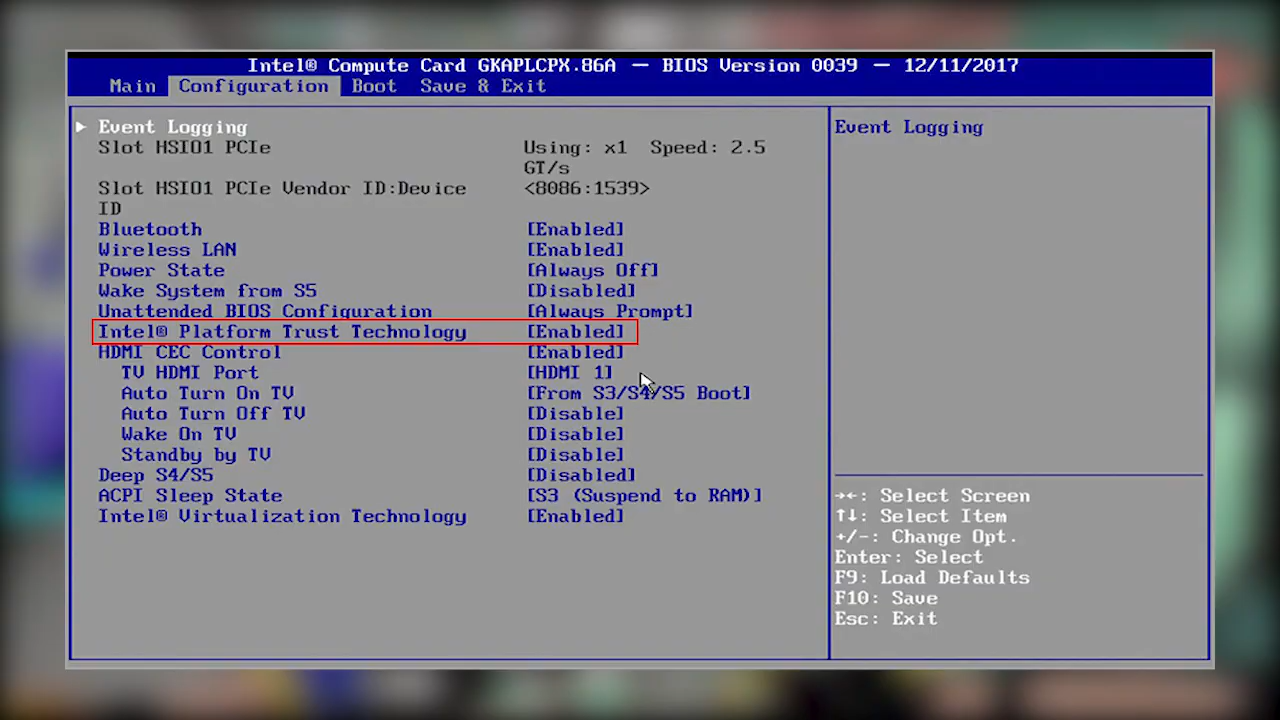 Intel® Compute Card GKAPLCPX.86A — BIOS Version 0039 — 12/11/2017
Main Configuration Boot Save & Exit
Event Logging
Slot HSIO1 PCIe Using: x1 Speed: 2.5
GT/s
Slot HSIO1 PCIe Vendor ID:Device <8086:1539>
ID
Bluetooth [Enabled]
Wireless LAN [Enabled]
Power State [Always Off]
Wake System from S5 [Disabled]
Unattended BIOS Configuration [Always Prompt]
Intel® Platform Trust Technology [Enabled]
HDMI CEC Control [Enabled]
TV HDMI Port [HDMI 1]
Auto Turn On TV [From S3/S4/S5 Boot]
Auto Turn Off TV [Disable]
Wake On TV [Disable]
Standby by TV [Disable]
Deep S4/S5 [Disabled]
ACPI Sleep State [S3 (Suspend to RAM)]
Intel® Virtualization Technology [Enabled]
Event Logging
→←: Select Screen
↑↓: Select Item
+/-: Change Opt.
Enter: Select
F9: Load Defaults
F10: Save
Esc: Exit